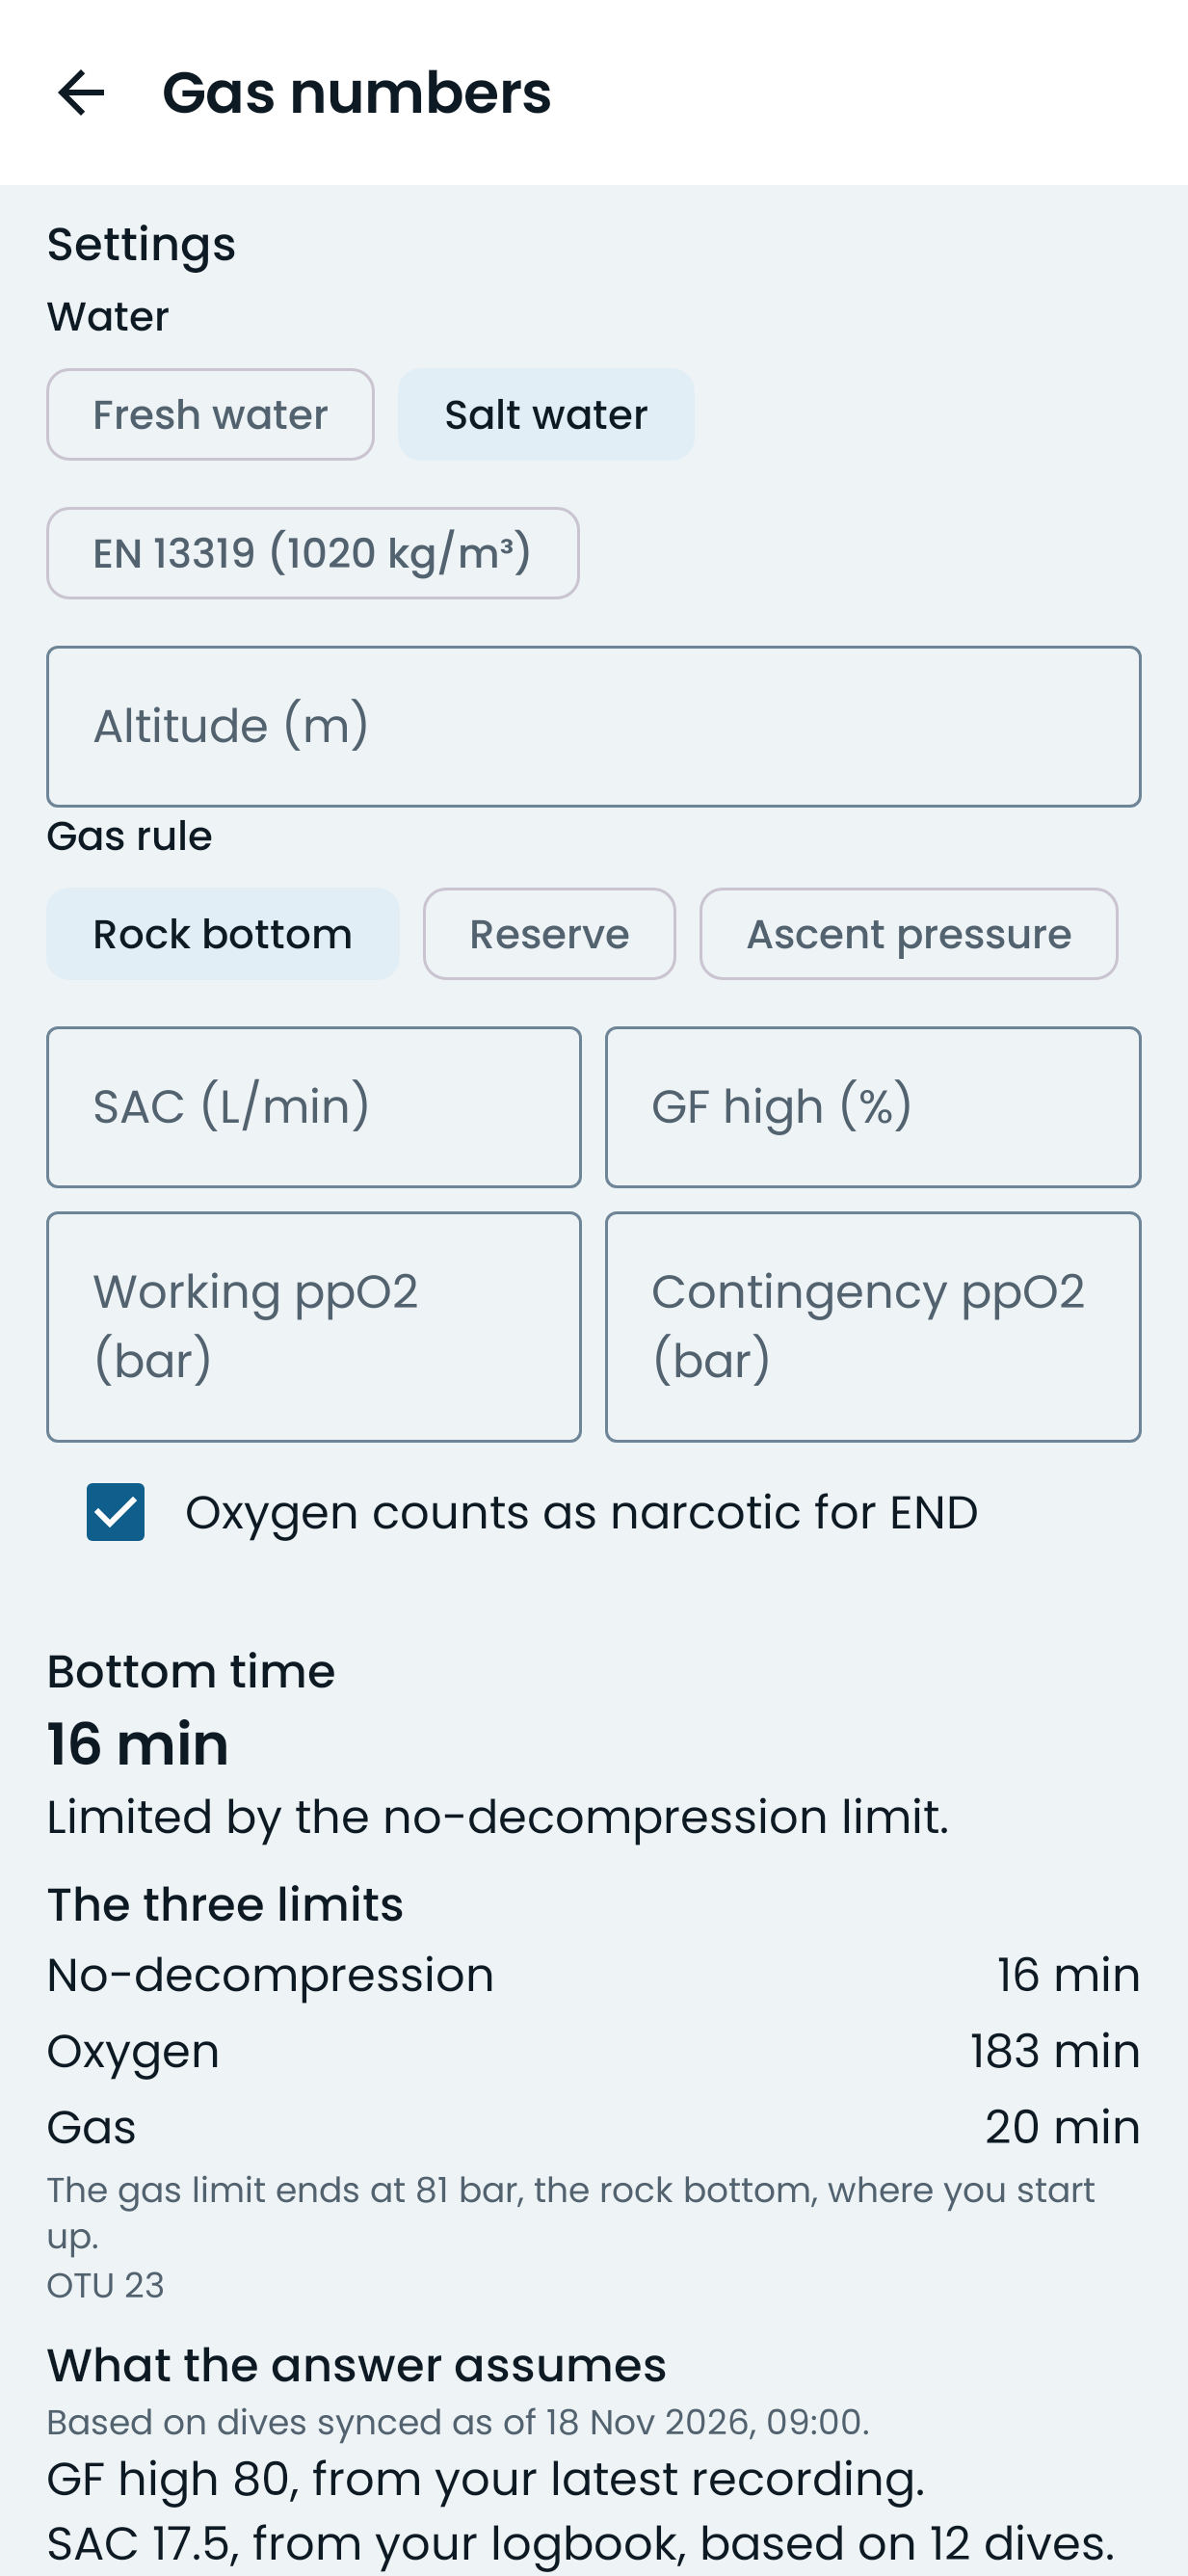 Gas numbers
Settings
Water
Fresh water
Salt water
EN 13319 (1020 kg/m³)
Altitude (m)
Gas rule
Rock bottom
Reserve
Ascent pressure
SAC (L/min)
GF high (%)
Working ppO2
(bar)
Contingency ppO2
(bar)
Oxygen counts as narcotic for END
Bottom time
16 min
Limited by the no-decompression limit.
The three limits
No-decompression 16 min
Oxygen 183 min
Gas 20 min
The gas limit ends at 81 bar, the rock bottom, where you start
up.
OTU 23
What the answer assumes
Based on dives synced as of 18 Nov 2026, 09:00.
GF high 80, from your latest recording.
SAC 17.5, from your logbook, based on 12 dives.